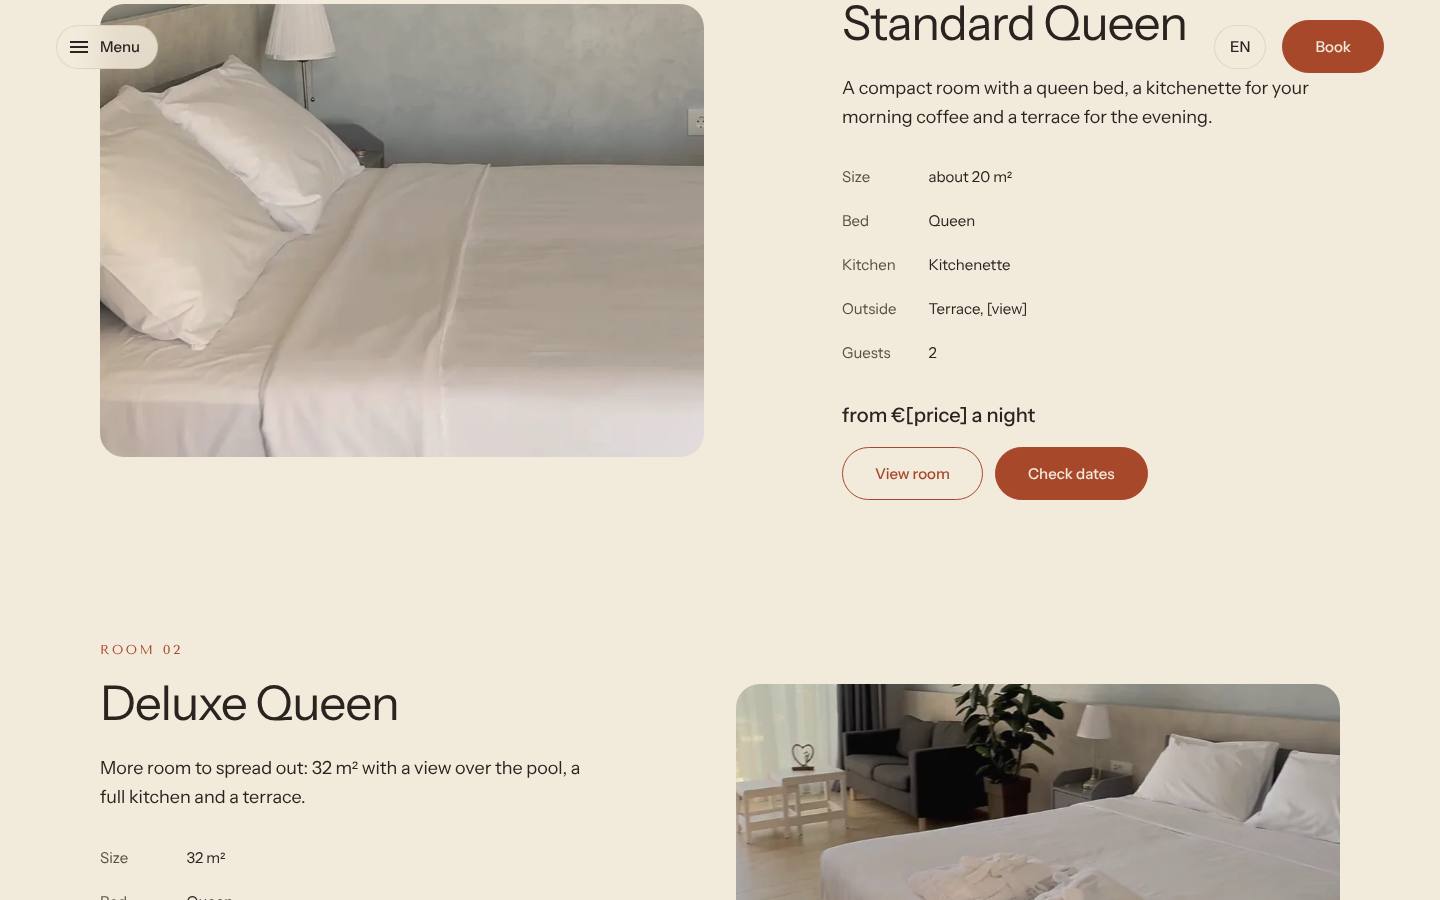 Menu
Standard Queen
EN
Book
A compact room with a queen bed, a kitchenette for your
morning coffee and a terrace for the evening.
Size about 20 m²
Bed Queen
Kitchen Kitchenette
Outside Terrace, [view]
Guests 2
from €[price] a night
View room
Check dates
ROOM 02
Deluxe Queen
More room to spread out: 32 m² with a view over the pool, a
full kitchen and a terrace.
Size 32 m²
Bed Queen